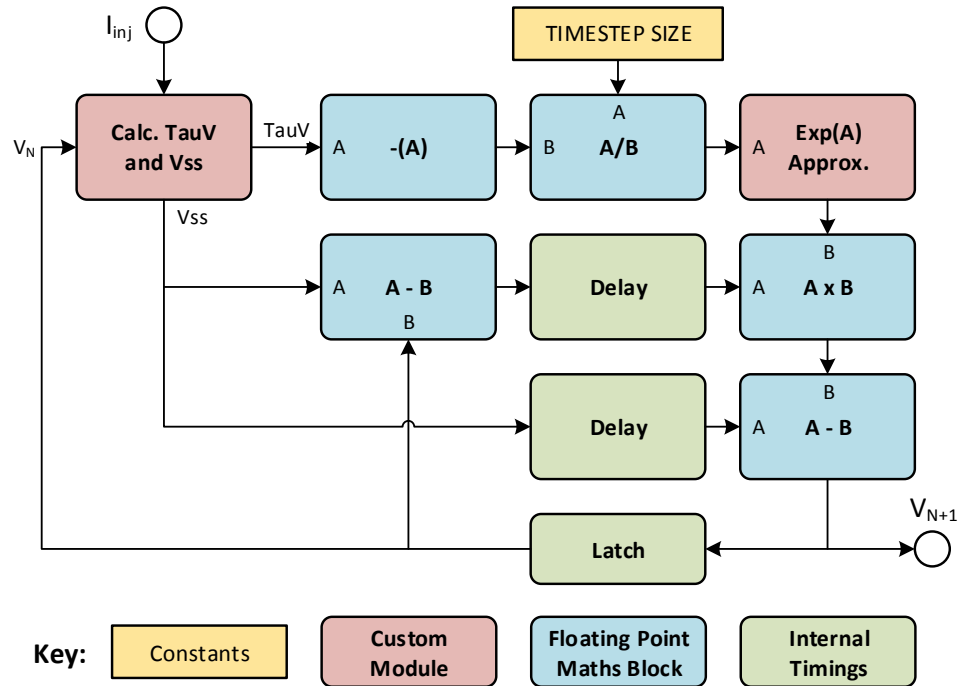 I_inj
TIMESTEP SIZE
V_N
Calc. TauV
and Vss
TauV
A
-(A)
A
B
A/B
A
Exp(A)
Approx.
Vss
A
A - B
B
Delay
B
A
A x B
Delay
B
A
A - B
Latch
V_N+1
Key:
Constants
Custom
Module
Floating Point
Maths Block
Internal
Timings